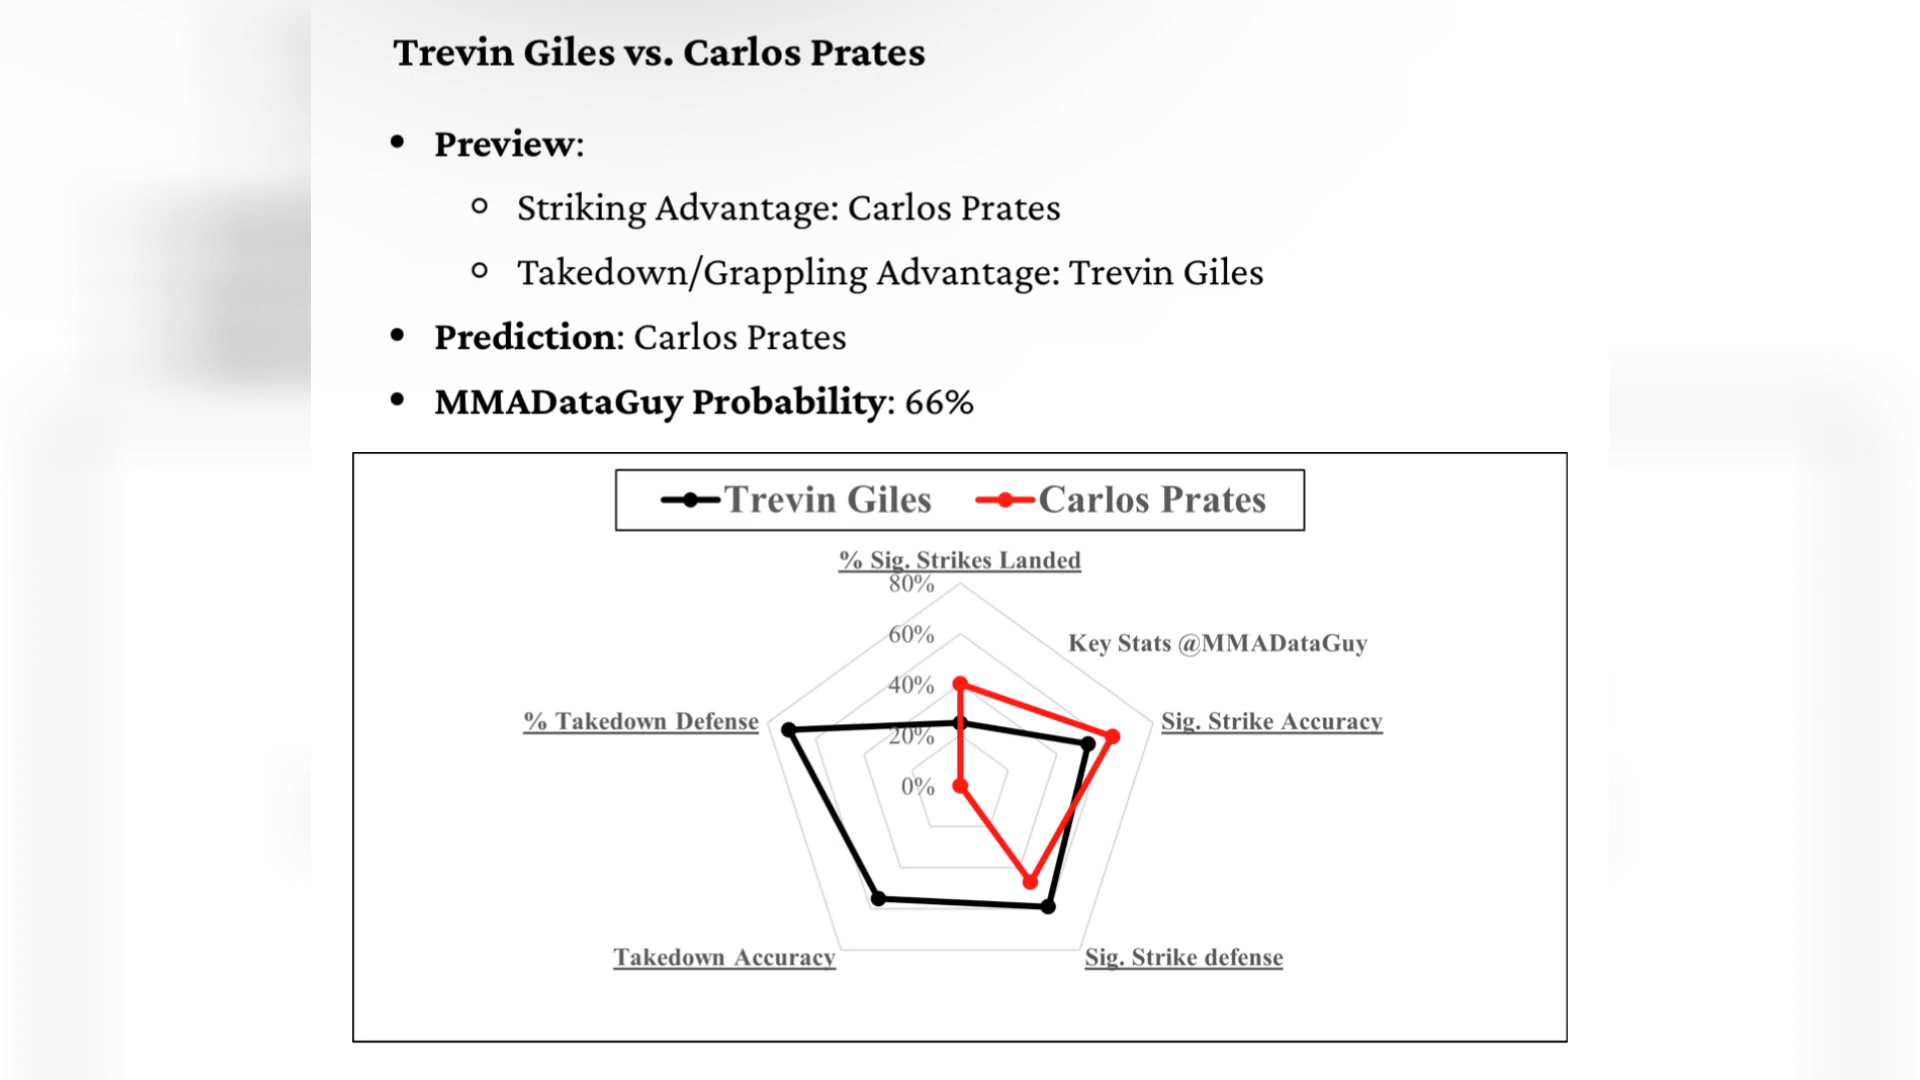 Trevin Giles vs. Carlos Prates
• Preview:
○ Striking Advantage: Carlos Prates
○ Takedown/Grappling Advantage: Trevin Giles
• Prediction: Carlos Prates
• MMADataGuy Probability: 66%
Trevin Giles Carlos Prates
% Sig. Strikes Landed
80%
60%
Key Stats @MMADataGuy
40%
% Takedown Defense
Sig. Strike Accuracy
20%
0%
Takedown Accuracy
Sig. Strike defense